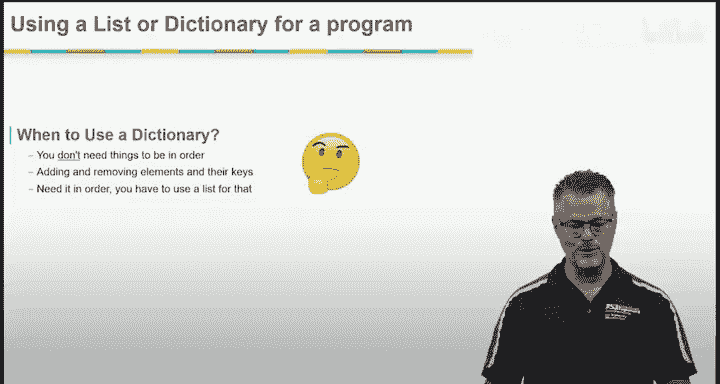 Using a List or Dictionary for a program
When to Use a Dictionary?
– You don't need things to be in order
– Adding and removing elements and their keys
– Need it in order, you have to use a list for that